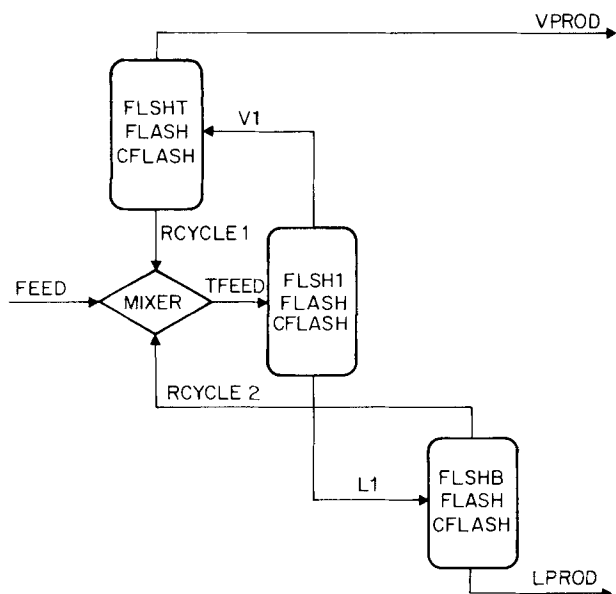 VPROD
FLSHT
FLASH
CFLASH
V1
RCYCLE 1
FEED
MIXER
TFEED
FLSH1
FLASH
CFLASH
RCYCLE 2
L1
FLSHB
FLASH
CFLASH
LPROD